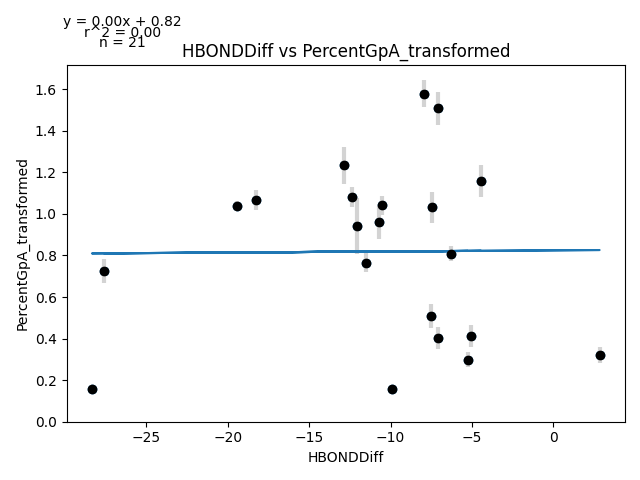 y = 0.00x + 0.82
r^2 = 0.00
n = 21
HBONDDiff vs PercentGpA_transformed
PercentGpA_transformed
1.6
1.4
1.2
1.0
0.8
0.6
0.4
0.2
0.0
−25
−20
−15
−10
−5
0
HBONDDiff